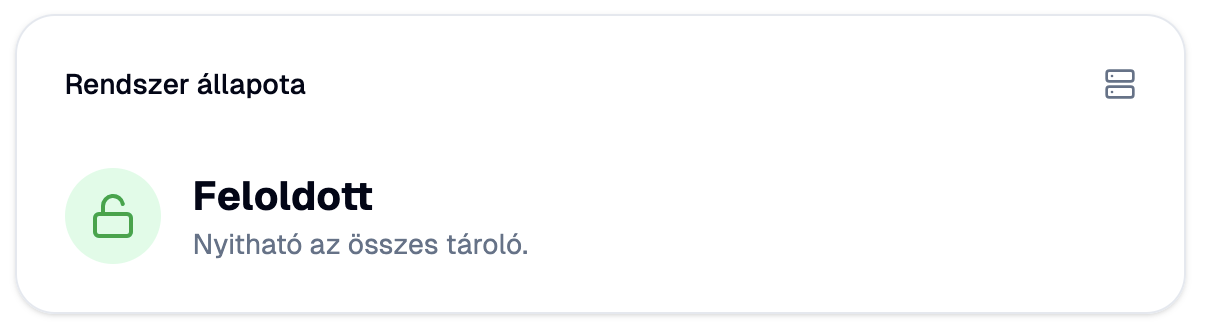 Rendszer állapota
Feloldott
Nyitható az összes tároló.